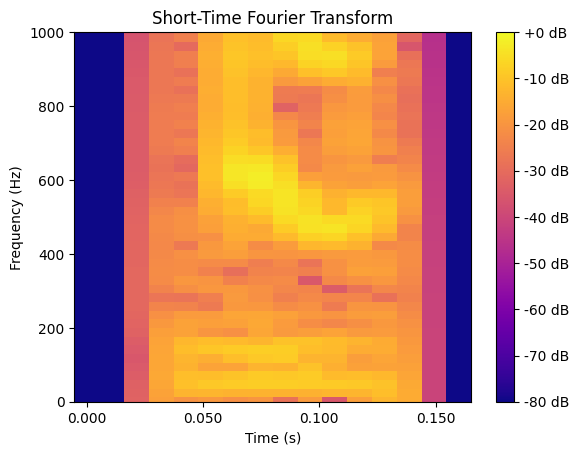 Short-Time Fourier Transform
1000
800
600
400
200
0
Frequency (Hz)
0.000
0.050
0.100
0.150
Time (s)
+0 dB
-10 dB
-20 dB
-30 dB
-40 dB
-50 dB
-60 dB
-70 dB
-80 dB